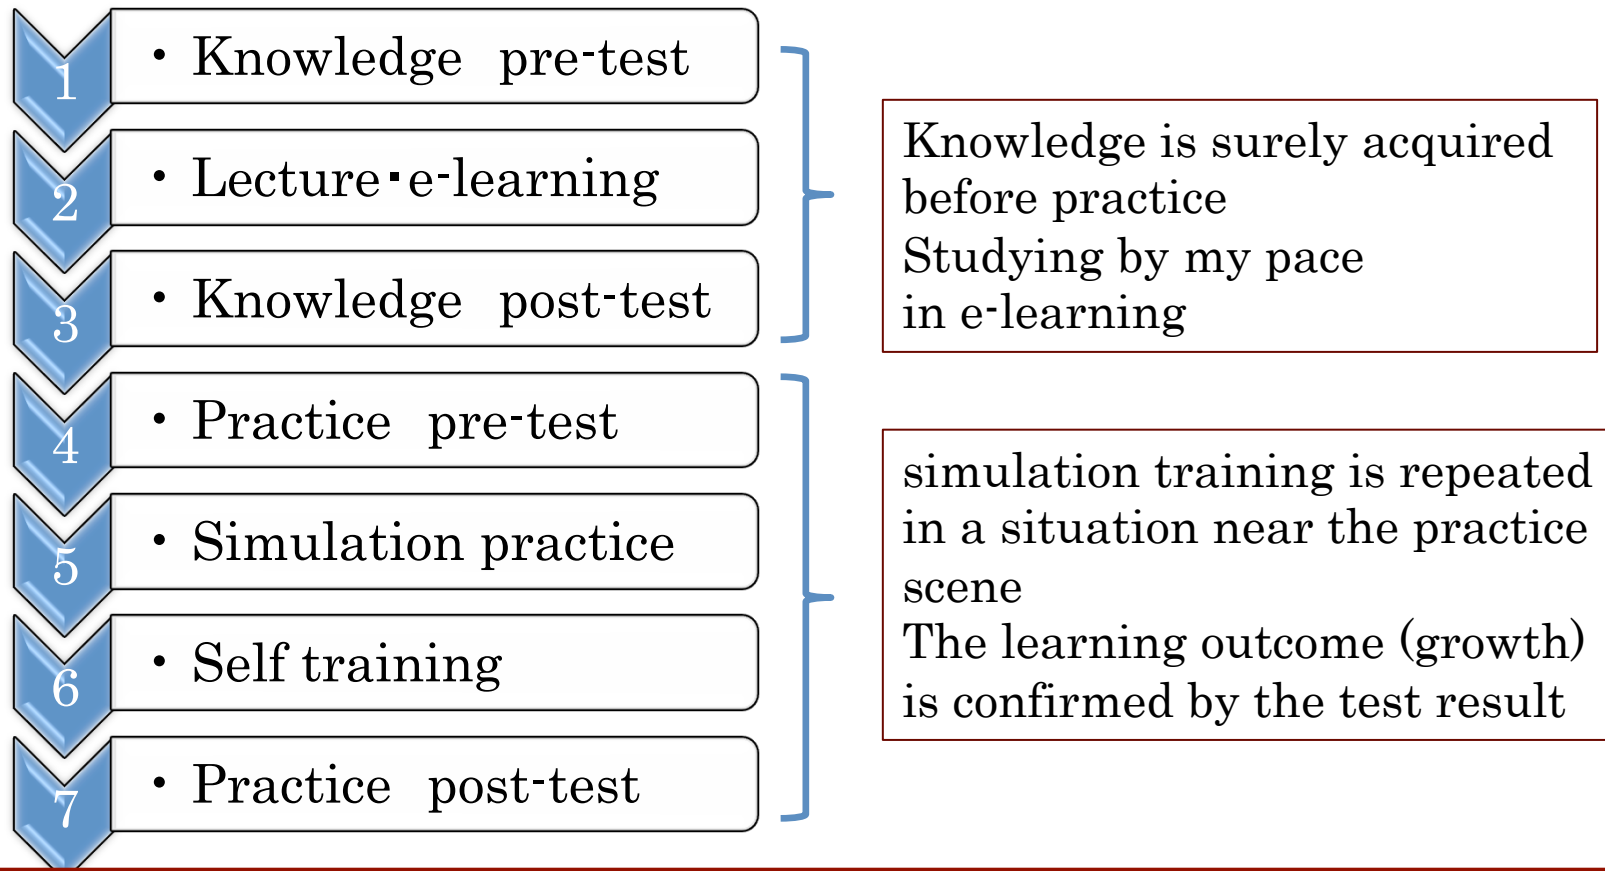 1
・Knowledge pre-test
2
・Lecture・e-learning
3
・Knowledge post-test
Knowledge is surely acquired
before practice
Studying by my pace
in e-learning
4
・Practice pre-test
5
・Simulation practice
6
・Self training
7
・Practice post-test
simulation training is repeated
in a situation near the practice
scene
The learning outcome (growth)
is confirmed by the test result